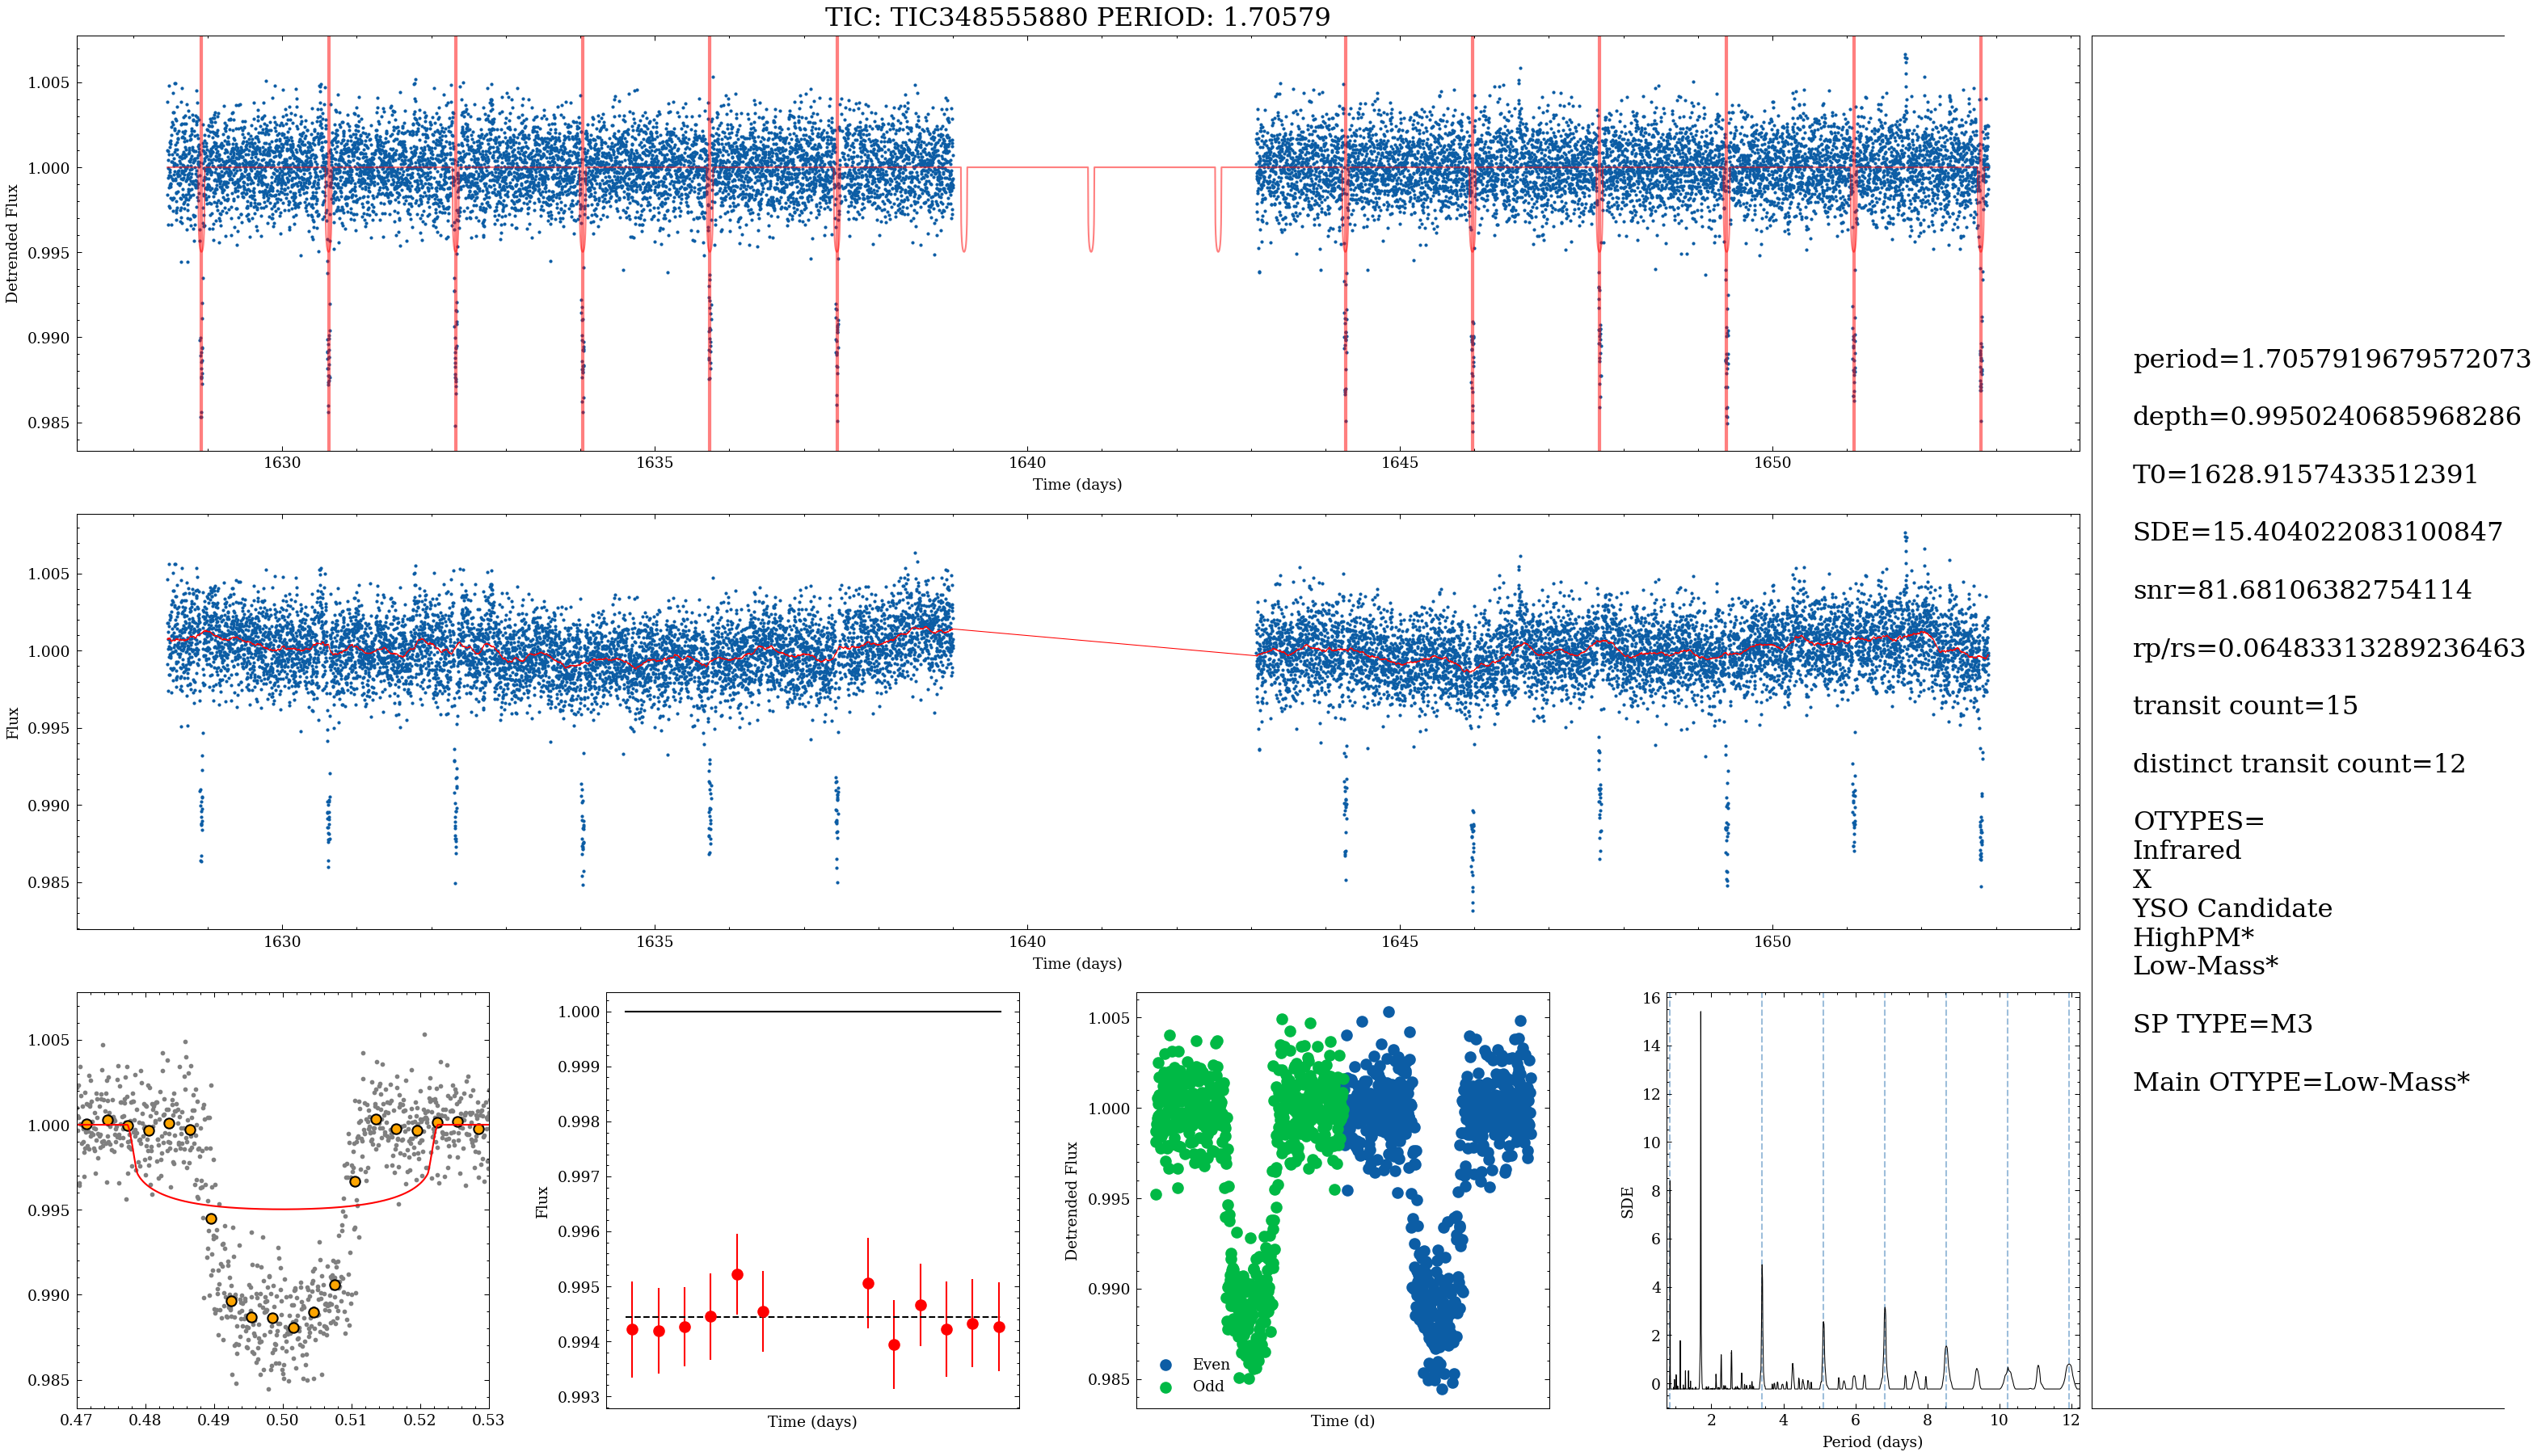 TIC: TIC348555880 PERIOD: 1.70579
Detrended Flux
1.005
1.000
0.995
0.990
0.985
1630
1635
1640
1645
1650
Time (days)
Flux
1.005
1.000
0.995
0.990
0.985
1630
1635
1640
1645
1650
Time (days)
1.005
1.000
0.995
0.990
0.985
0.47
0.48
0.49
0.50
0.51
0.52
0.53
Flux
1.000
0.999
0.998
0.997
0.996
0.995
0.994
0.993
Time (days)
Detrended Flux
1.005
1.000
0.995
0.990
0.985
Even
Odd
Time (d)
SDE
16
14
12
10
8
6
4
2
0
2
4
6
8
10
12
Period (days)
period=1.7057919679572073
depth=0.9950240685968286
T0=1628.9157433512391
SDE=15.404022083100847
snr=81.68106382754114
rp/rs=0.06483313289236463
transit count=15
distinct transit count=12
OTYPES=
Infrared
X
YSO Candidate
HighPM*
Low-Mass*
SP TYPE=M3
Main OTYPE=Low-Mass*